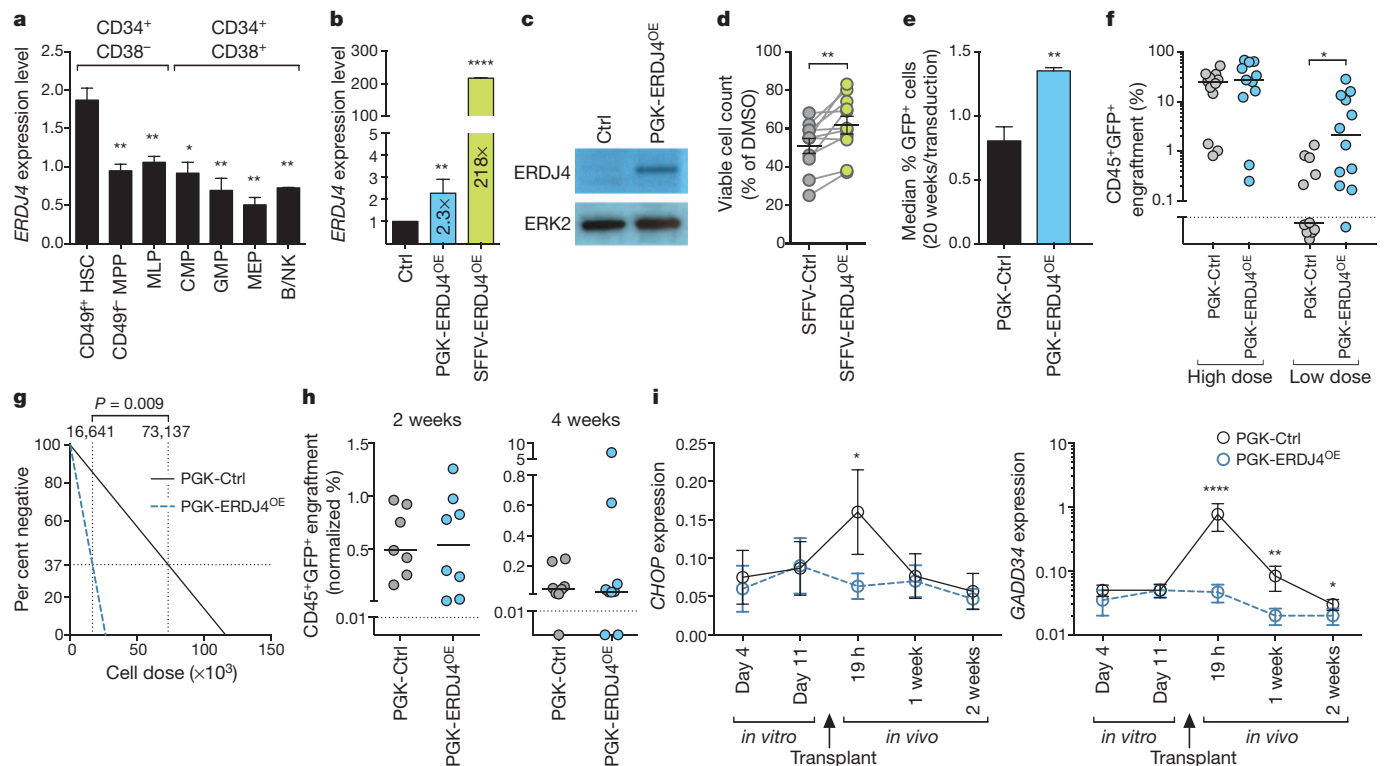 a
CD34+ CD34+
CD38– CD38+
ERDJ4 expression level
2.5
2.0
1.5
1.0
0.5
0
** ** * ** ** **
CD49f+ HSC
CD49f– MPP
MLP
CMP
GMP
MEP
B/NK
b
ERDJ4 expression level
300
200
100
5
4
3
2
1
**
****
2.3×
218×
Ctrl
PGK-ERDJ4OE
SFFV-ERDJ4OE
c
Ctrl
PGK-ERDJ4OE
ERDJ4
ERK2
d
Viable cell count
(% of DMSO)
100
80
60
40
20
0
**
SFFV-Ctrl
SFFV-ERDJ4OE
e
Median % GFP+ cells
(20 weeks/transduction)
1.5
1.0
0.5
0.0
**
PGK-Ctrl
PGK-ERDJ4OE
f
CD45+GFP+
engraftment (%)
100
10
1
0.1
*
PGK-Ctrl
PGK-ERDJ4OE
PGK-Ctrl
PGK-ERDJ4OE
High dose Low dose
g
P = 0.009
16,641 73,137
Per cent negative
100
80
60
37
20
0
PGK-Ctrl
PGK-ERDJ4OE
0 50 100 150
Cell dose (×10³)
h
2 weeks 4 weeks
CD45+GFP+ engraftment
(normalized %)
1.5
1.0
0.5
0.01
10
5
0.2
0.01
PGK-Ctrl
PGK-ERDJ4OE
PGK-Ctrl
PGK-ERDJ4OE
i
CHOP expression
0.25
0.20
0.15
0.10
0.05
0.00
*
Day 4
Day 11
19 h
1 week
2 weeks
in vitro in vivo
Transplant
GADD34 expression
10
1
0.10
0.01
PGK-Ctrl
PGK-ERDJ4OE
****
**
*
Day 4
Day 11
19 h
1 week
2 weeks
in vitro in vivo
Transplant